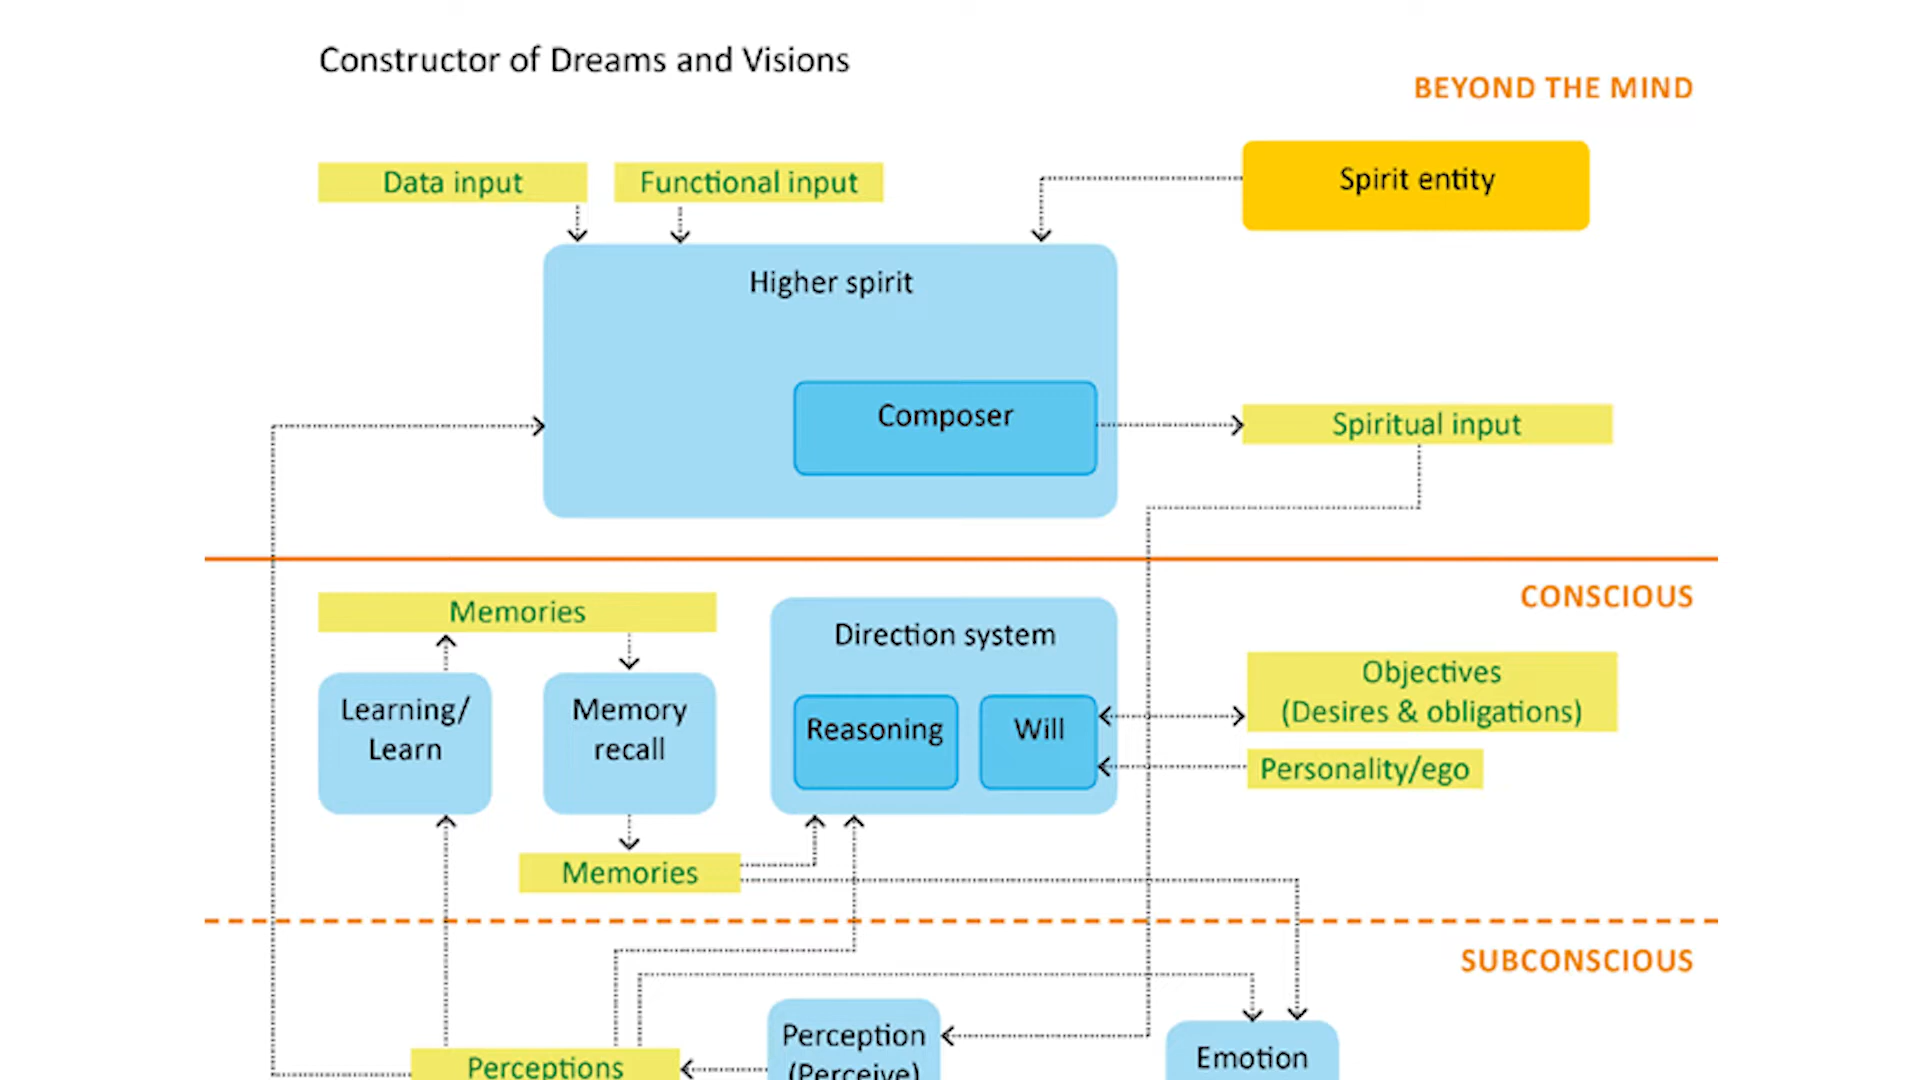 Constructor of Dreams and Visions
BEYOND THE MIND
Data input
Functional input
Spirit entity
Higher spirit
Composer
Spiritual input
CONSCIOUS
Memories
Direction system
Learning/
Learn
Memory
recall
Reasoning
Will
Objectives
(Desires & obligations)
Personality/ego
Memories
SUBCONSCIOUS
Perception
(Perceive)
Perceptions
Emotion